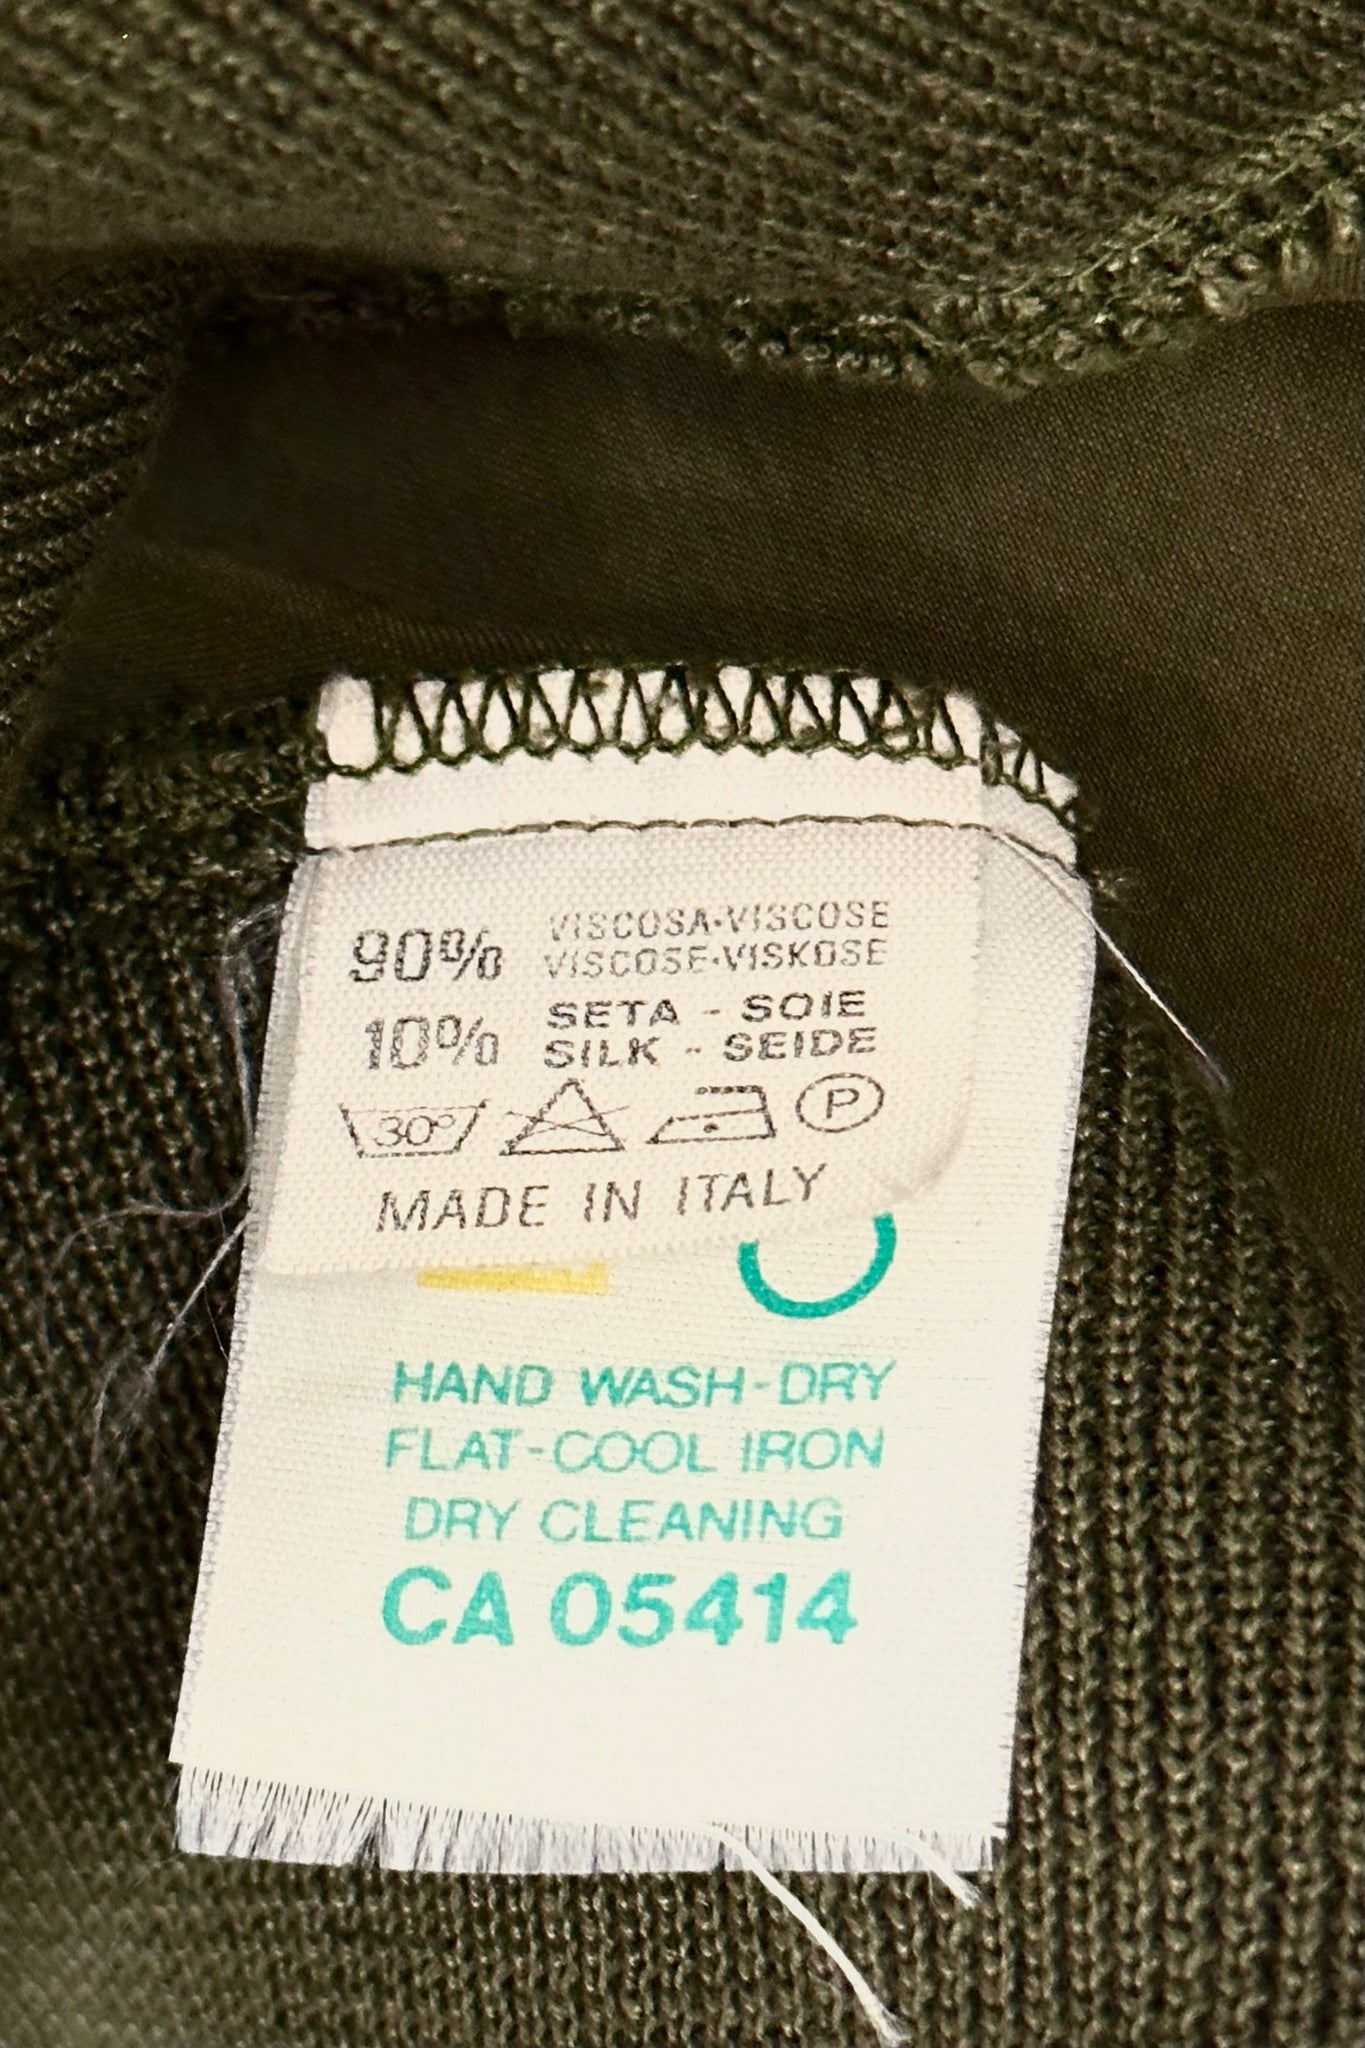 90% VISCOSA·VISCOSE
VISCOSE·VISKOSE
10% SETA - SOIE
SILK - SEIDE
30° P
MADE IN ITALY
HAND WASH-DRY
FLAT-COOL IRON
DRY CLEANING
CA 05414